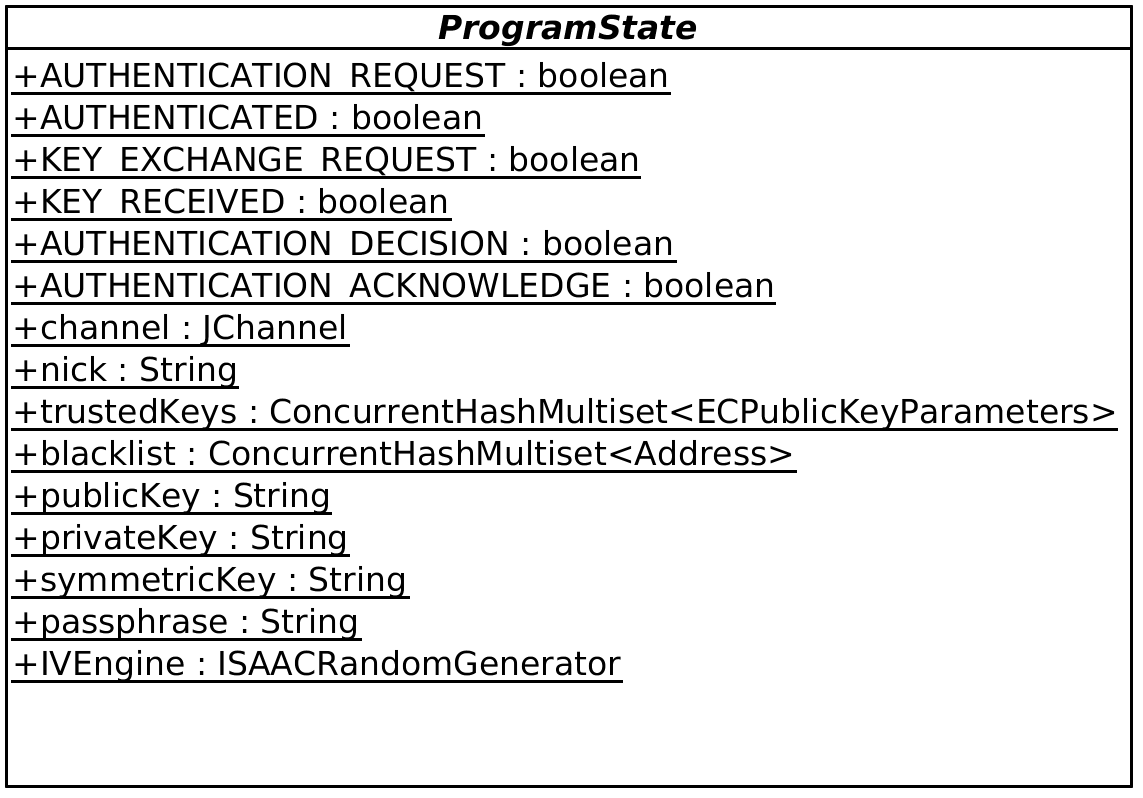 ProgramState
+AUTHENTICATION_REQUEST : boolean
+AUTHENTICATED : boolean
+KEY_EXCHANGE_REQUEST : boolean
+KEY_RECEIVED : boolean
+AUTHENTICATION_DECISION : boolean
+AUTHENTICATION_ACKNOWLEDGE : boolean
+channel : JChannel
+nick : String
+trustedKeys : ConcurrentHashMultiset<ECPublicKeyParameters>
+blacklist : ConcurrentHashMultiset<Address>
+publicKey : String
+privateKey : String
+symmetricKey : String
+passphrase : String
+IVEngine : ISAACRandomGenerator